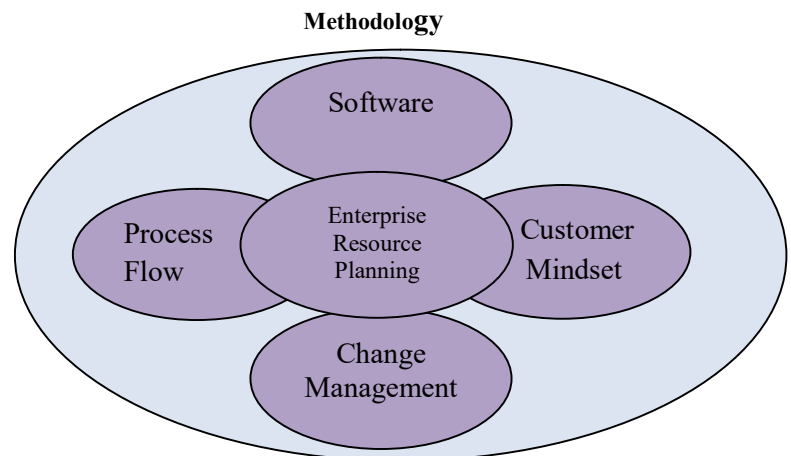 Methodology
Software
Process
Flow
Enterprise
Resource
Planning
Customer
Mindset
Change
Management